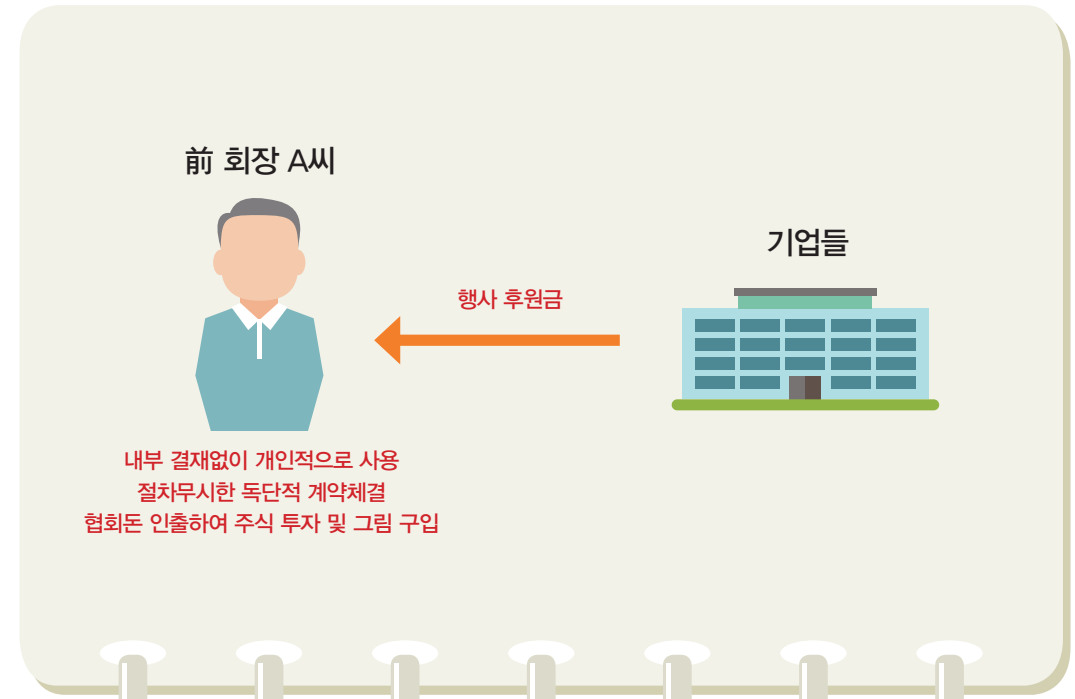 前 회장 A씨
기업들
행사 후원금
내부 결재없이 개인적으로 사용
절차무시한 독단적 계약체결
협회돈 인출하여 주식 투자 및 그림 구입